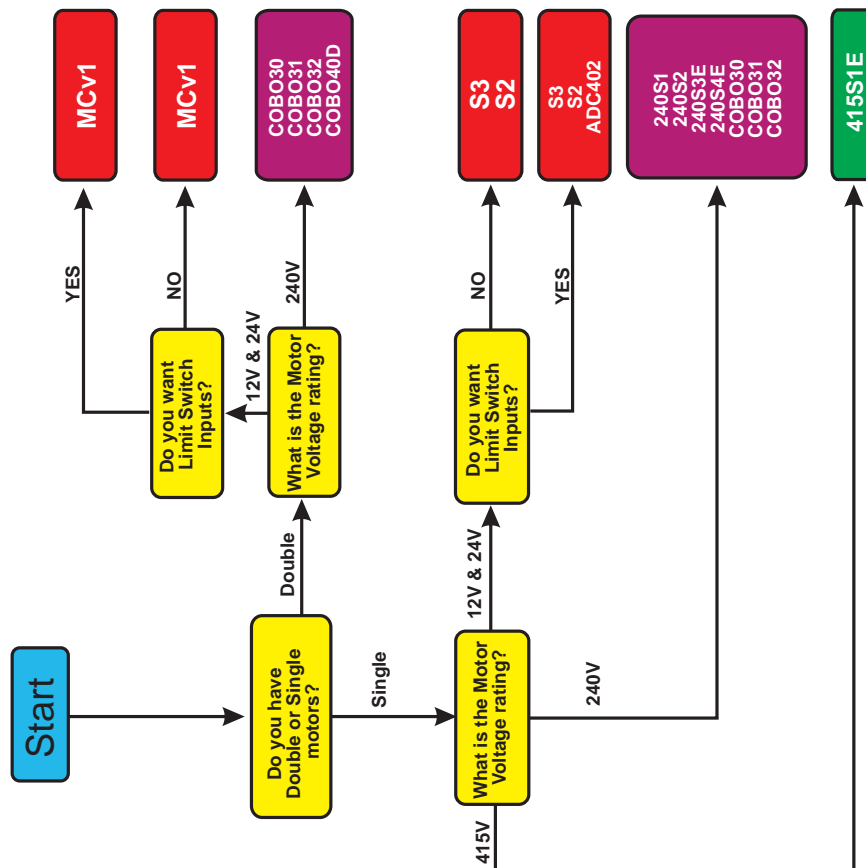 Start
Do you have
Double or Single
motors?
Double
Single
What is the Motor
Voltage rating?
12V & 24V
240V
Do you want
Limit Switch
Inputs?
YES
NO
MCv1
MCv1
COBO30
COBO31
COBO32
COBO40D
What is the Motor
Voltage rating?
12V & 24V
240V
415V
Do you want
Limit Switch
Inputs?
NO
YES
S3
S2
S3
S2
ADC402
240S1
240S2
240S3E
240S4E
COBO30
COBO31
COBO32
415S1E